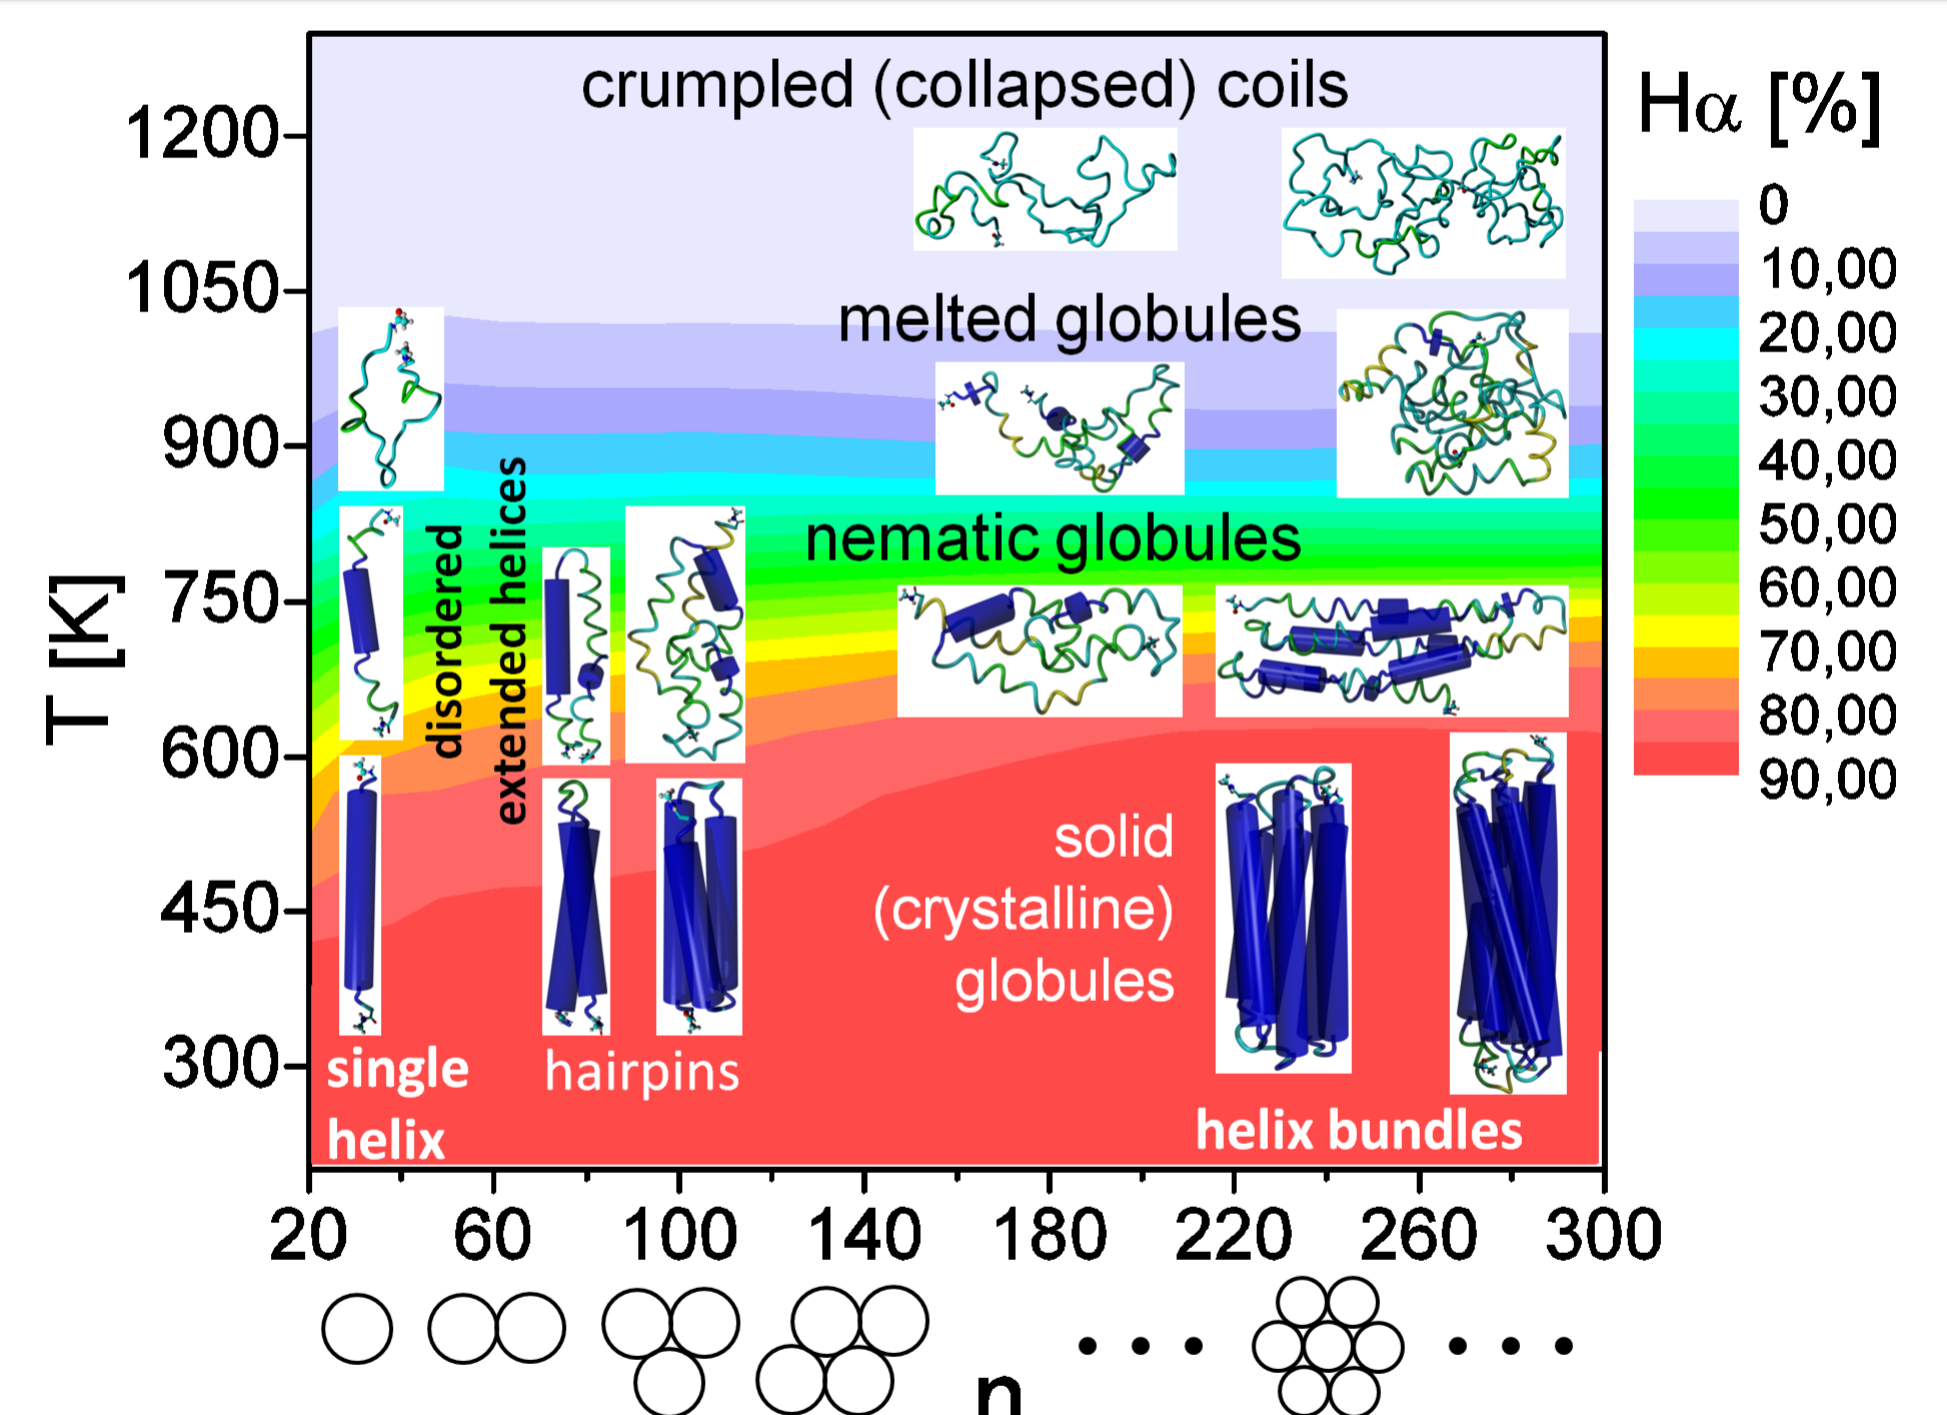 crumpled (collapsed) coils
Hα [%]
1200
1050
900
750
600
450
300
T [K]
melted globules
nematic globules
disordered
extended helices
solid
(crystalline)
globules
single
helix
hairpins
helix bundles
0
10,00
20,00
30,00
40,00
50,00
60,00
70,00
80,00
90,00
20 60 100 140 180 220 260 300
n